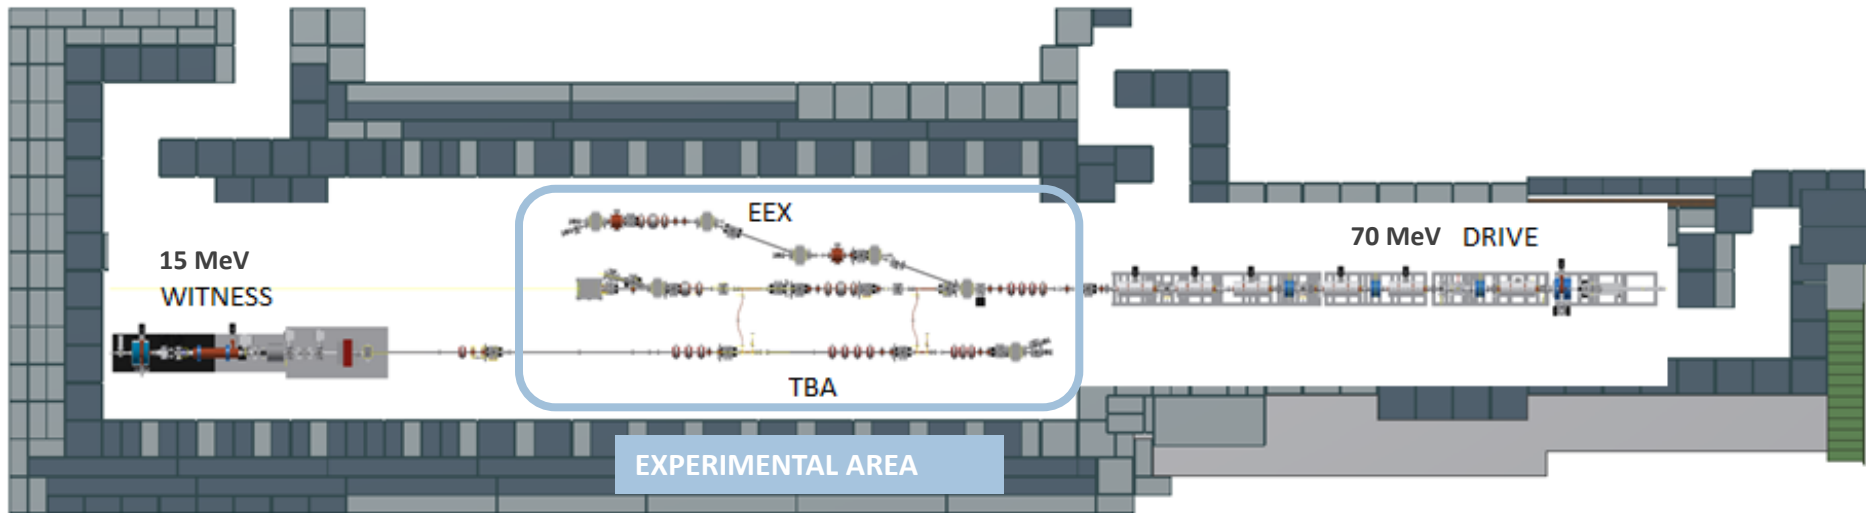 EEX
70 MeV DRIVE
15 MeV
WITNESS
TBA
EXPERIMENTAL AREA